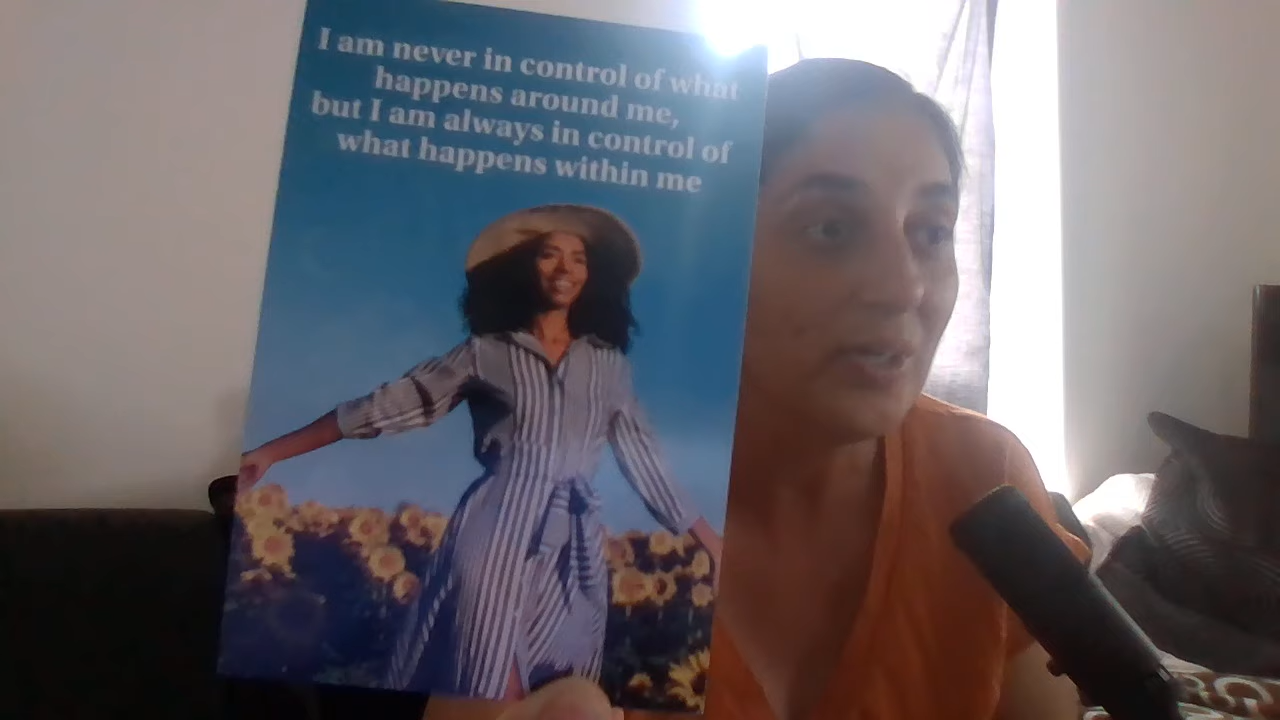 I am never in control of what
happens around me,
but I am always in control of
what happens within me